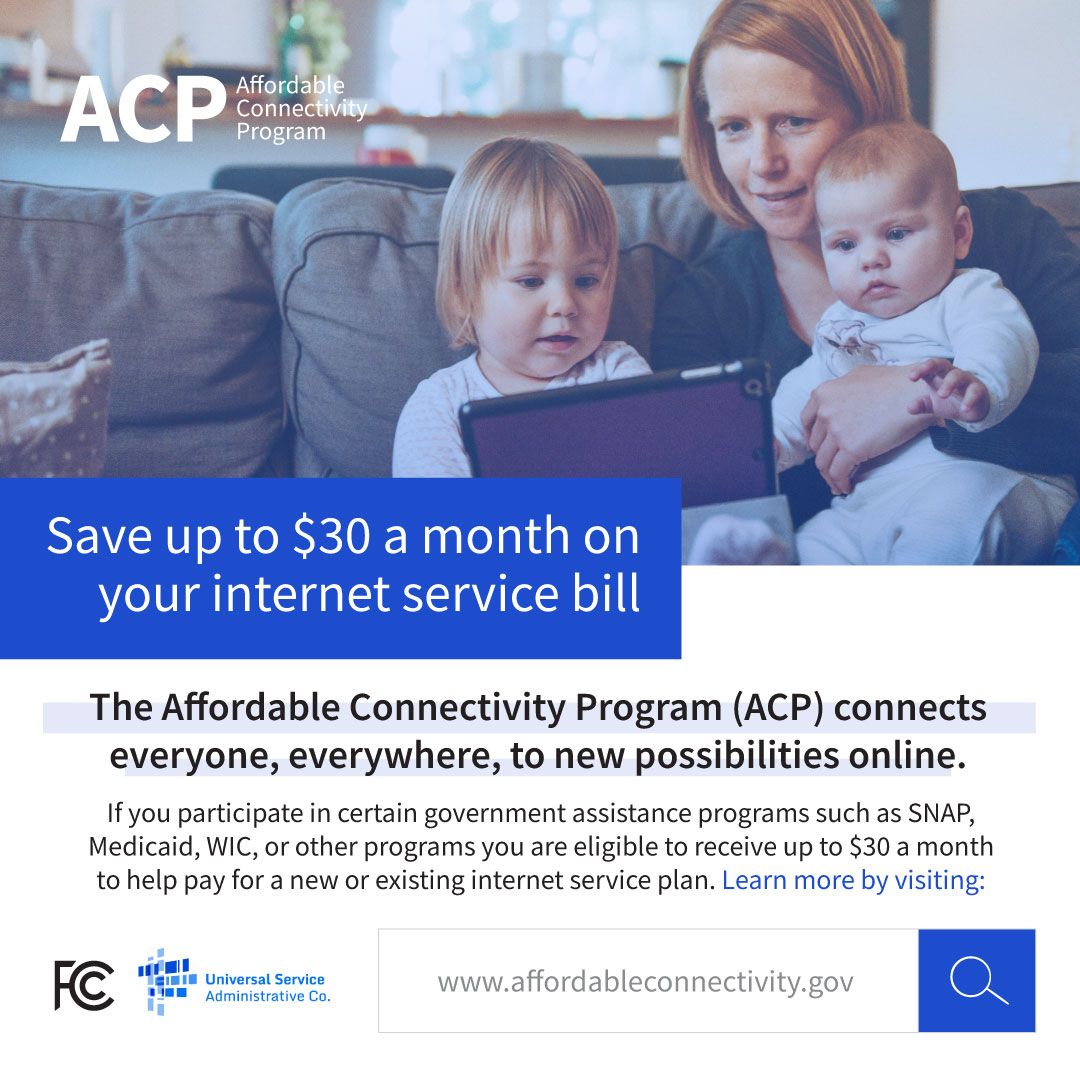 ACP
Affordable
Connectivity
Program
Save up to $30 a month on
your internet service bill
The Affordable Connectivity Program (ACP) connects
everyone, everywhere, to new possibilities online.
If you participate in certain government assistance programs such as SNAP,
Medicaid, WIC, or other programs you are eligible to receive up to $30 a month
to help pay for a new or existing internet service plan. Learn more by visiting:
FCC
Universal Service
Administrative Co.
www.affordableconnectivity.gov